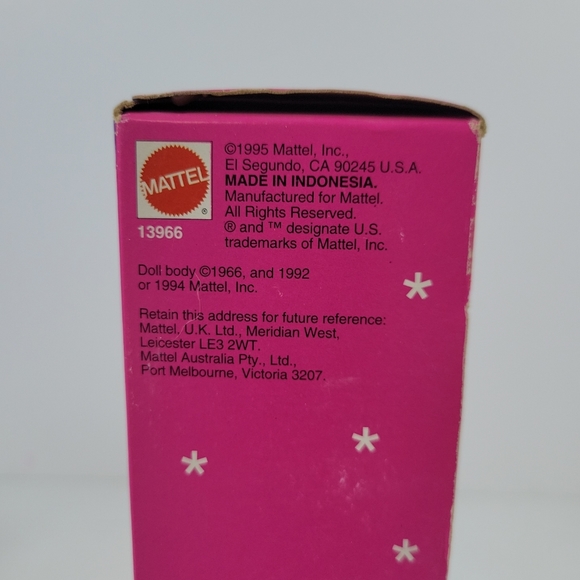 MATTEL
®
13966
©1995 Mattel, Inc.,
El Segundo, CA 90245 U.S.A.
MADE IN INDONESIA.
Manufactured for Mattel.
All Rights Reserved.
® and ™ designate U.S.
trademarks of Mattel, Inc.
Doll body ©1966, and 1992
or 1994 Mattel, Inc.
Retain this address for future reference:
Mattel. U.K. Ltd., Meridian West,
Leicester LE3 2WT.
Mattel Australia Pty., Ltd.,
Port Melbourne, Victoria 3207.